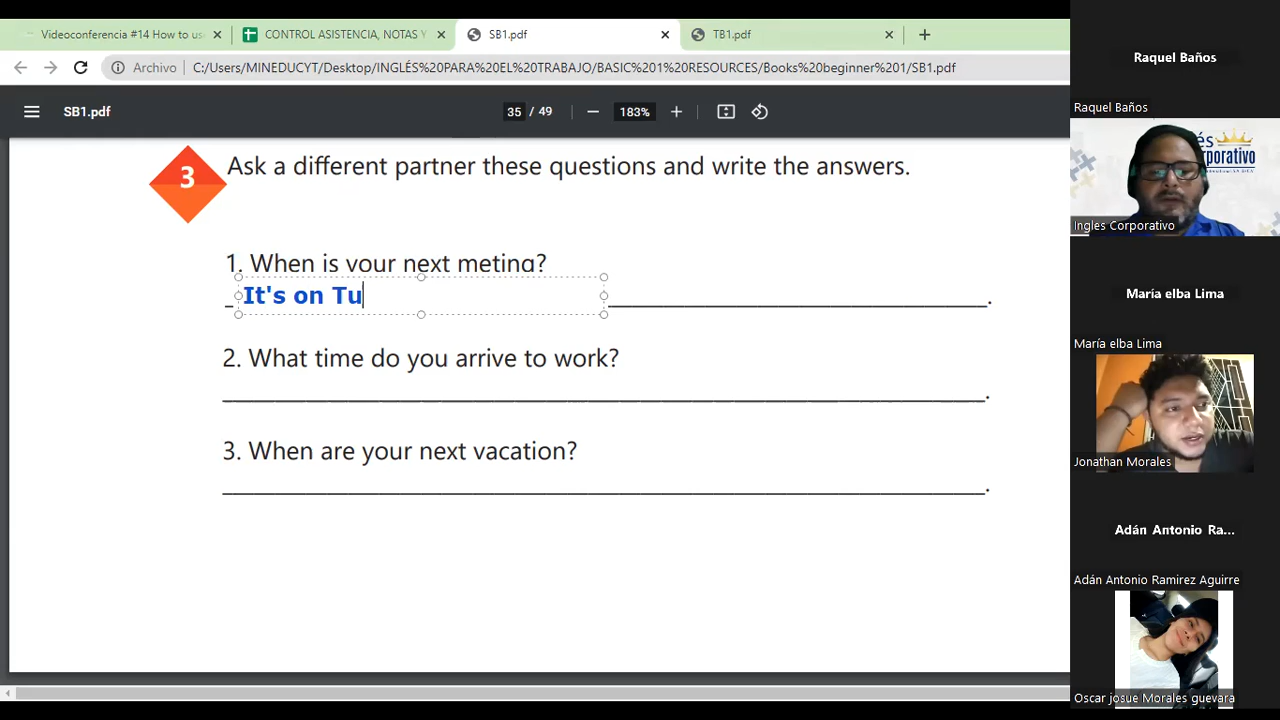 Videoconferencia #14 How to us
CONTROL ASISTENCIA, NOTAS Y
SB1.pdf
TB1.pdf
Archivo
C:/Users/MINEDUCYT/Desktop/INGLÉS%20PARA%20EL%20TRABAJO/BASIC%201%20RESOURCES/Books%20beginner%201/SB1.pdf
SB1.pdf
35 / 49
183%
3
Ask a different partner these questions and write the answers.
1. When is your next meting?
It's on Tu
2. What time do you arrive to work?
3. When are your next vacation?
Raquel Baños
Raquel Baños
és
orporativo
Ingles Corporativo
María elba Lima
María elba Lima
Jonathan Morales
Adán Antonio Ra...
Adán Antonio Ramirez Aguirre
Oscar josue Morales guevara